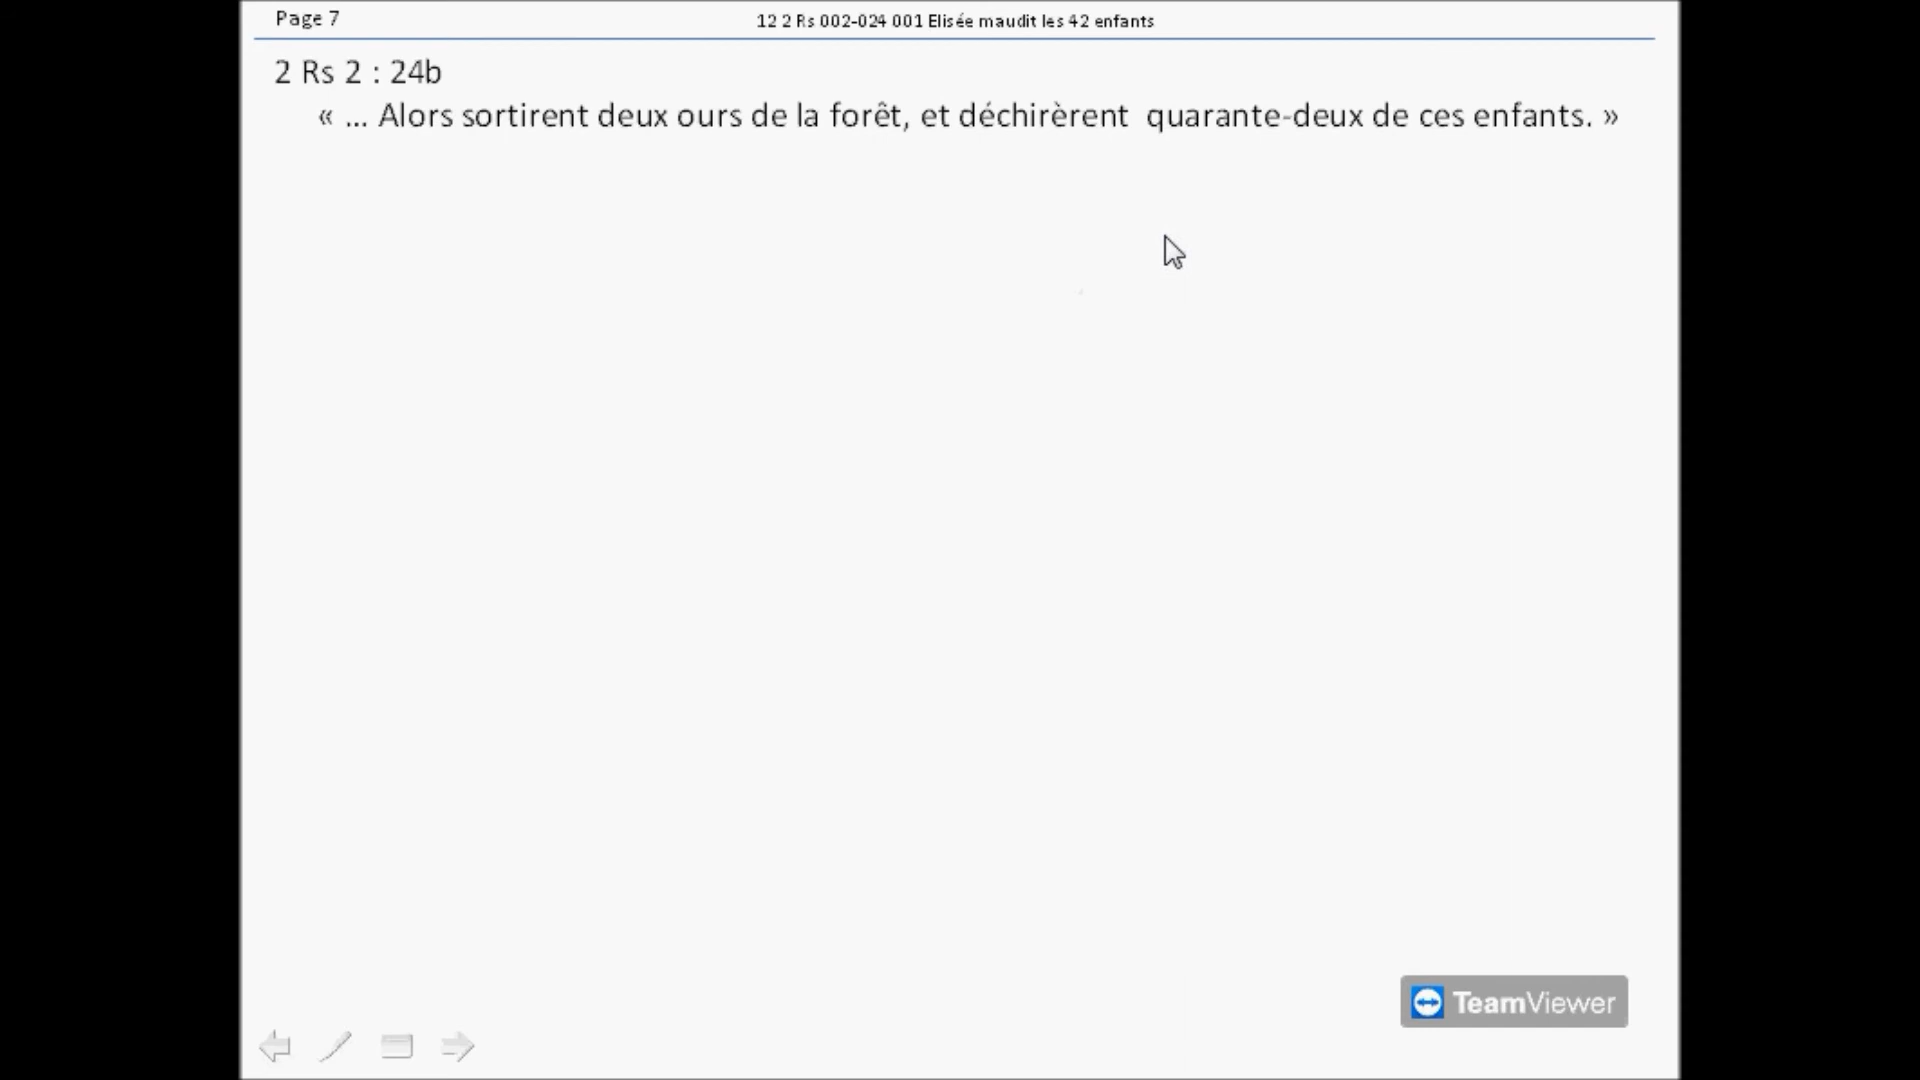 Page 7
12 2 Rs 002-024 001 Elisée maudit les 42 enfants
2 Rs 2 : 24b
« ... Alors sortirent deux ours de la forêt, et déchirèrent  quarante-deux de ces enfants. »
TeamViewer